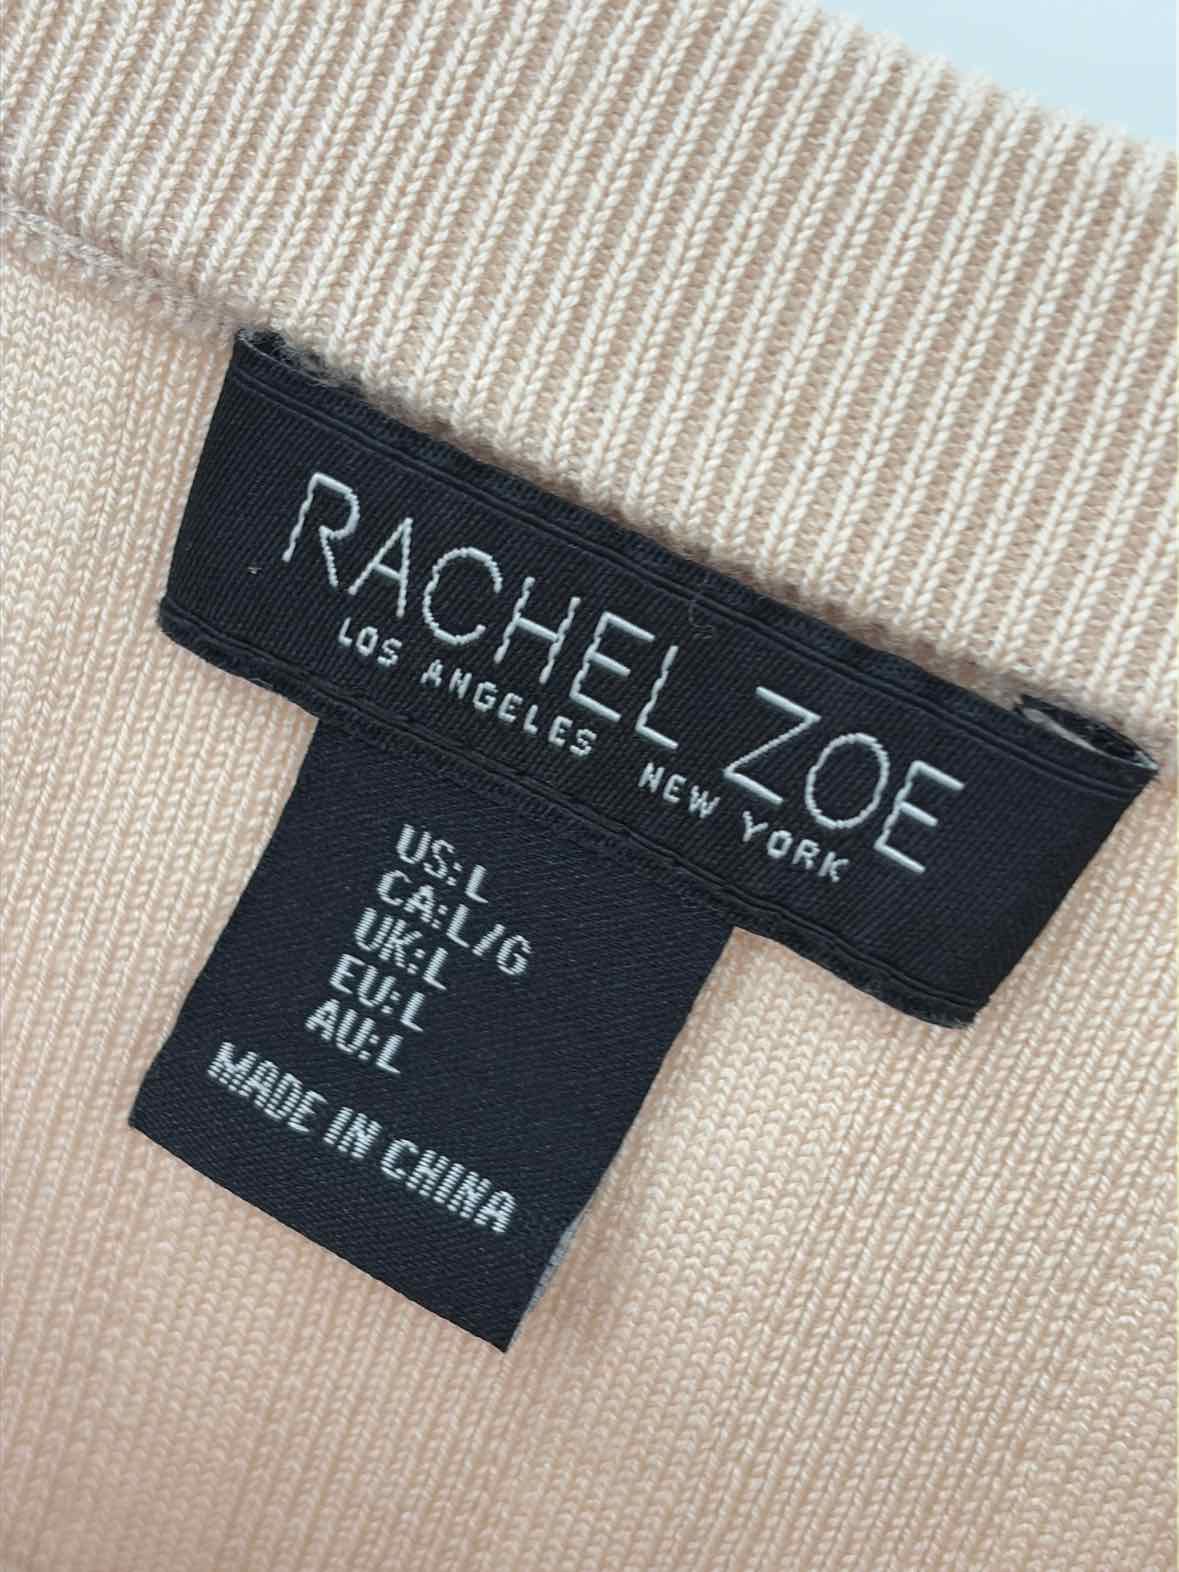 RACHEL ZOE
LOS ANGELES NEW YORK
US:L
CA:L/G
UK:L
EU:L
AU:L
MADE IN CHINA